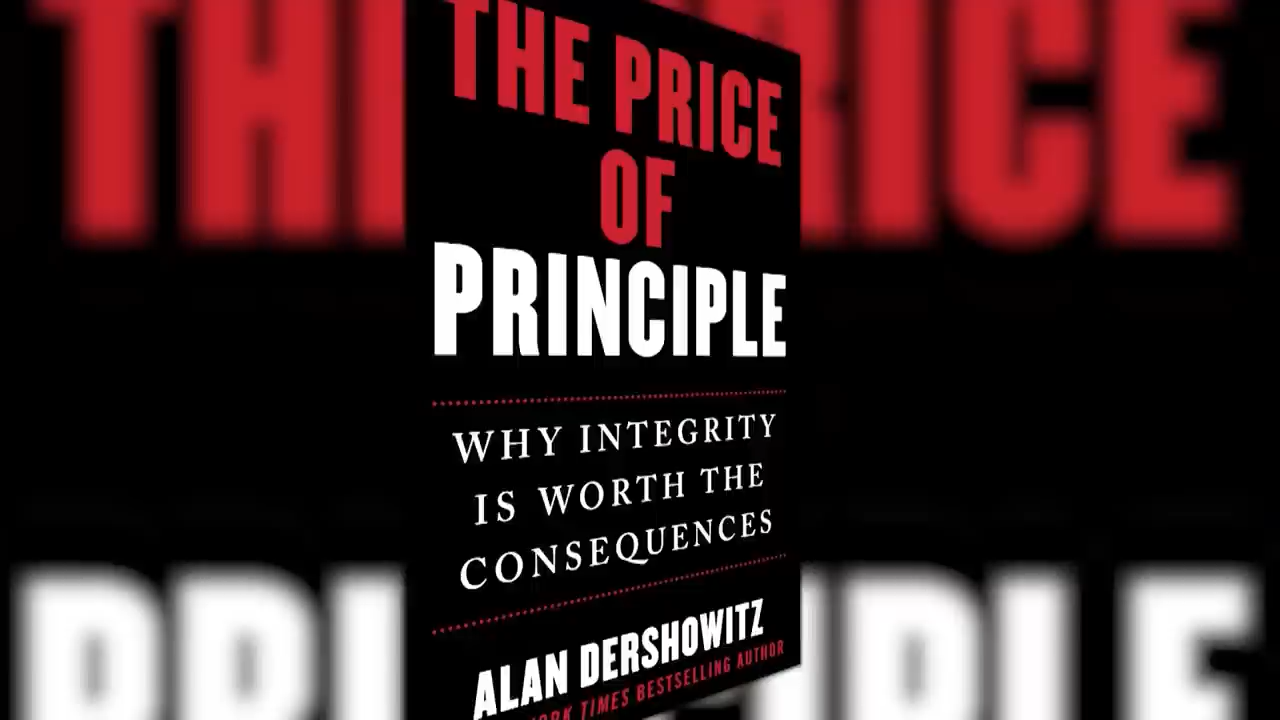 THE PRICE
OF
PRINCIPLE
WHY INTEGRITY
IS WORTH THE
CONSEQUENCES
ALAN DERSHOWITZ
TIMES BESTSELLING AUTHOR